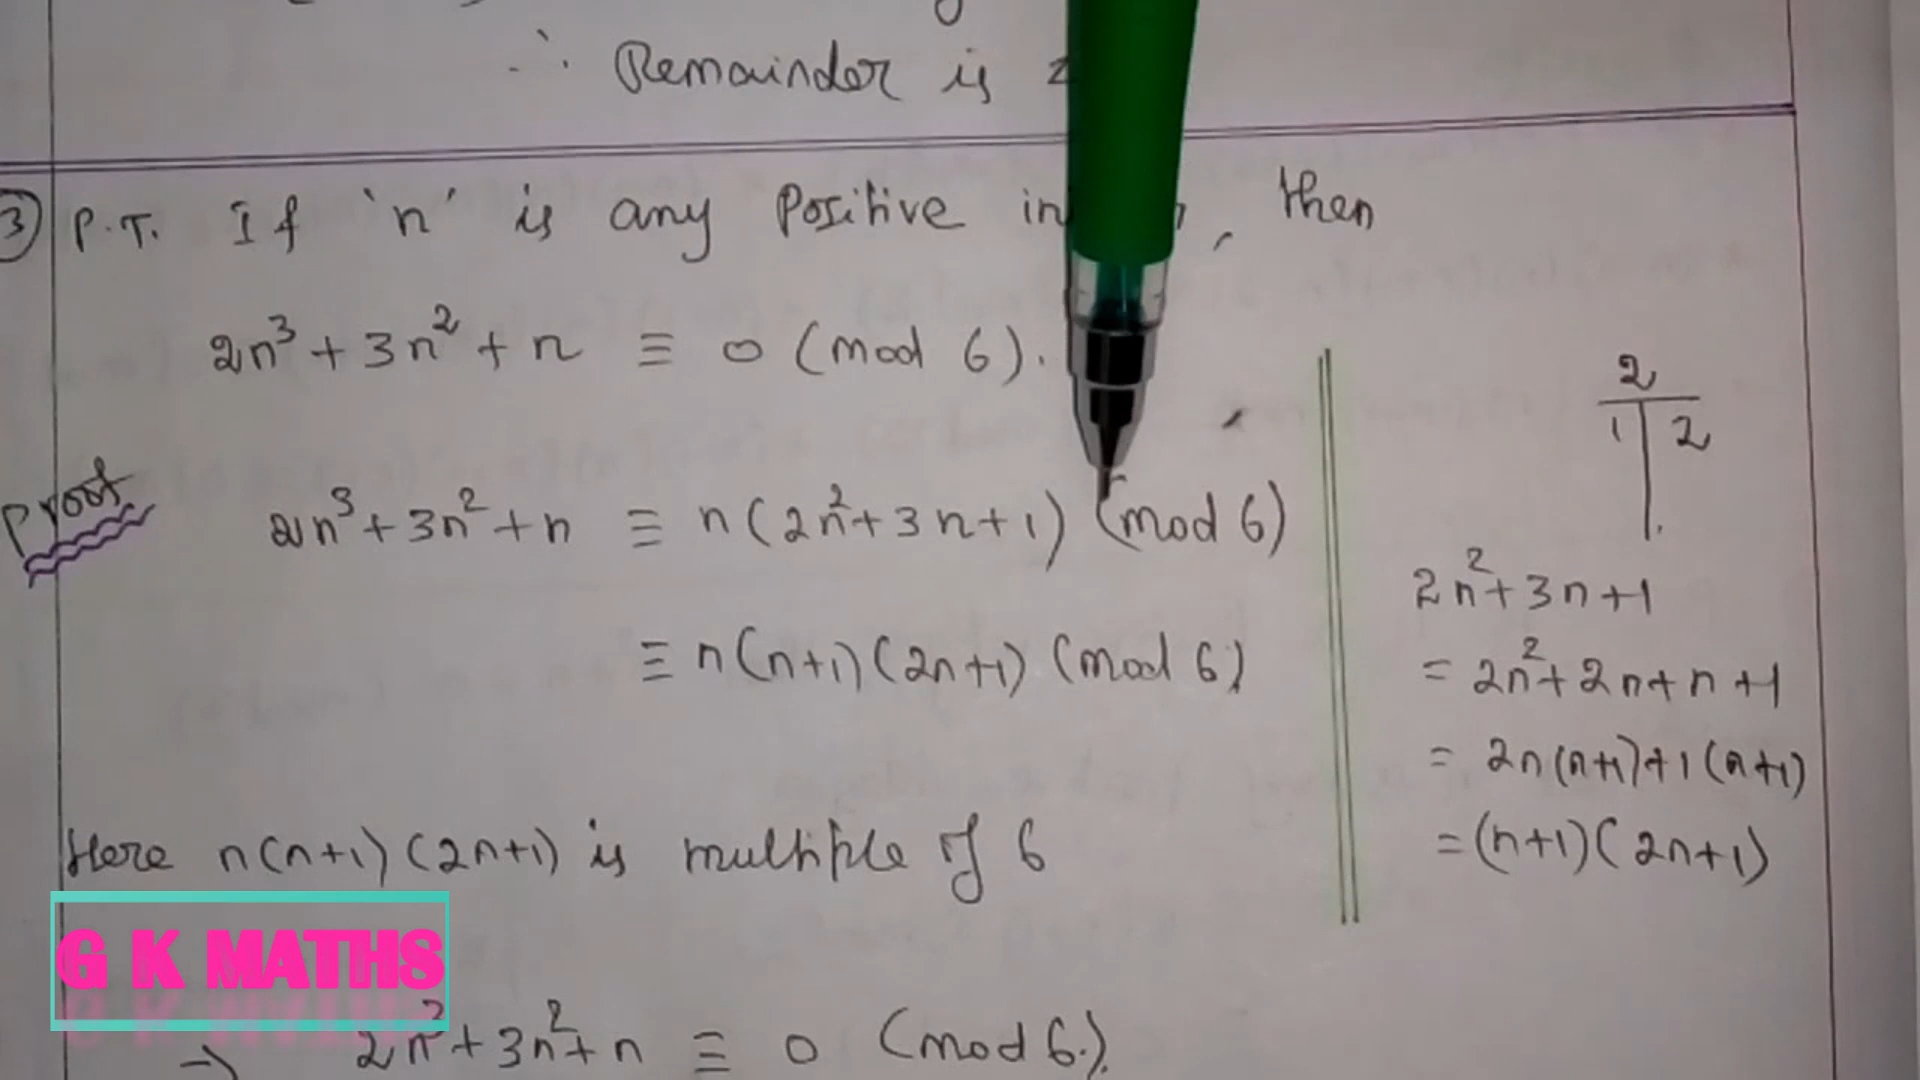 ∴ Remainder is
3 P.T. If 'n' is any Positive in , then
2n³ + 3n² + n ≡ 0 (mod 6).
Proof
2n³ + 3n² + n ≡ n(2n² + 3n + 1) (mod 6)
≡ n(n+1)(2n+1) (mod 6)
Here n(n+1)(2n+1) is multiple of 6
⇒ 2n³ + 3n² + n ≡ 0 (mod 6).
2
1 2
2n² + 3n + 1
= 2n² + 2n + n + 1
= 2n(n+1) + 1(n+1)
= (n+1)(2n+1)
G K MATHS